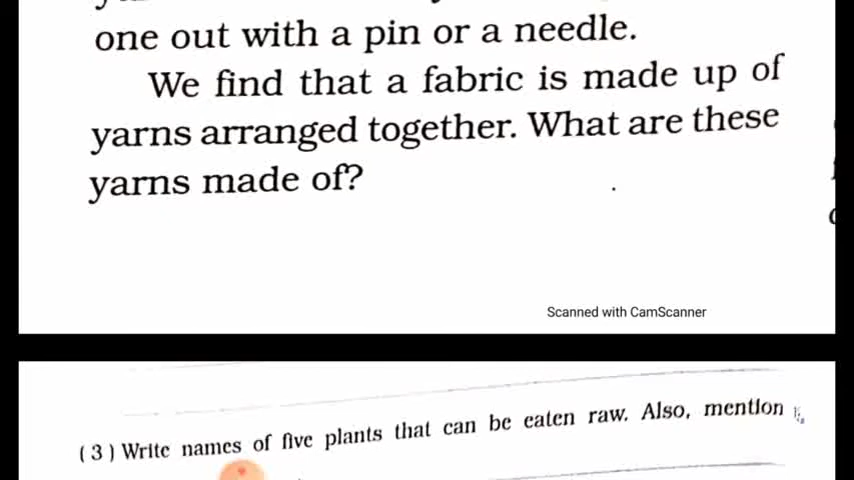 one out with a pin or a needle.
We find that a fabric is made up of
yarns arranged together. What are these
yarns made of?
Scanned with CamScanner
(3) Write names of five plants that can be eaten raw. Also, mention